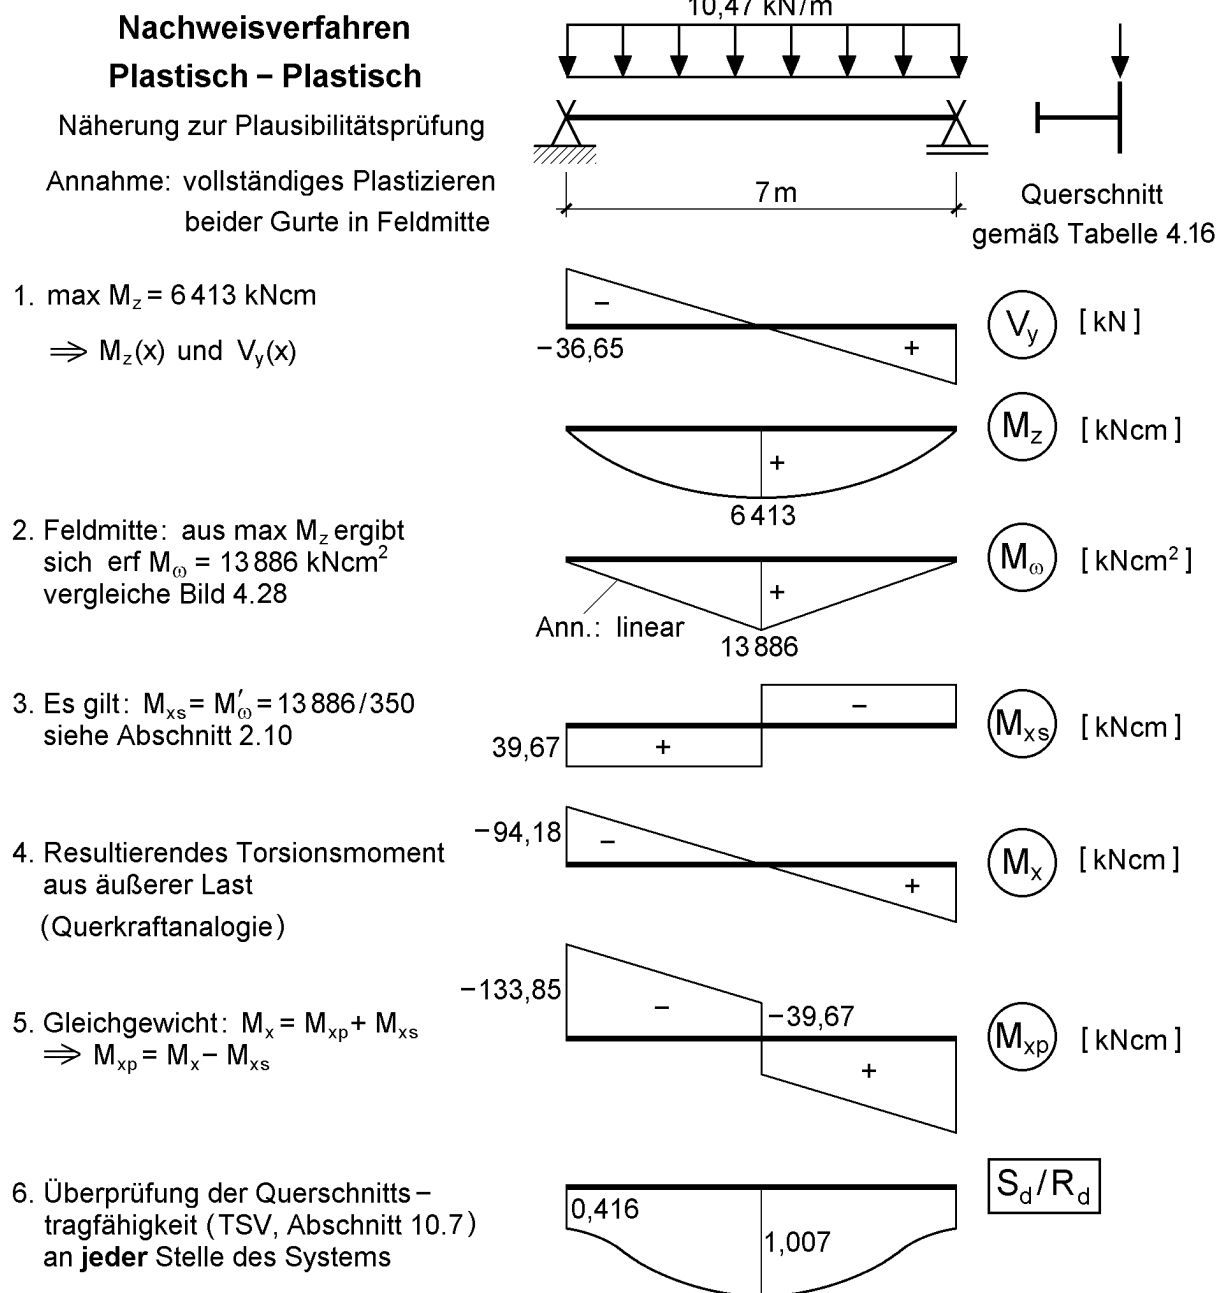 Nachweisverfahren
Plastisch – Plastisch
Näherung zur Plausibilitätsprüfung
Annahme: vollständiges Plastizieren
beider Gurte in Feldmitte
10,47 kN/m
7 m
Querschnitt
gemäß Tabelle 4.16
1. max M_z = 6 413 kNcm
⇒ M_z(x) und V_y(x)
−
−36,65
+
V_y [kN]
+
6 413
M_z [kNcm]
2. Feldmitte: aus max M_z ergibt
sich erf M_ω = 13 886 kNcm²
vergleiche Bild 4.28
+
Ann.: linear
13 886
M_ω [kNcm²]
3. Es gilt: M_xs = M′_ω = 13 886/350
siehe Abschnitt 2.10
39,67
+
−
M_xs [kNcm]
4. Resultierendes Torsionsmoment
aus äußerer Last
(Querkraftanalogie)
−94,18
−
+
M_x [kNcm]
5. Gleichgewicht: M_x = M_xp + M_xs
⇒ M_xp = M_x − M_xs
−133,85
−
−39,67
+
M_xp [kNcm]
6. Überprüfung der Querschnitts–
tragfähigkeit (TSV, Abschnitt 10.7)
an jeder Stelle des Systems
0,416
1,007
S_d/R_d